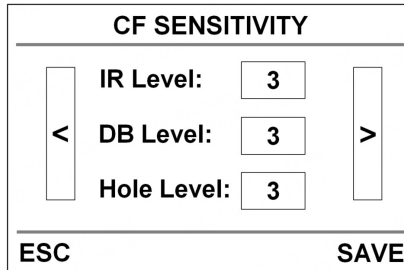 CF SENSITIVITY
IR Level: 3
< DB Level: 3 >
Hole Level: 3
ESC SAVE